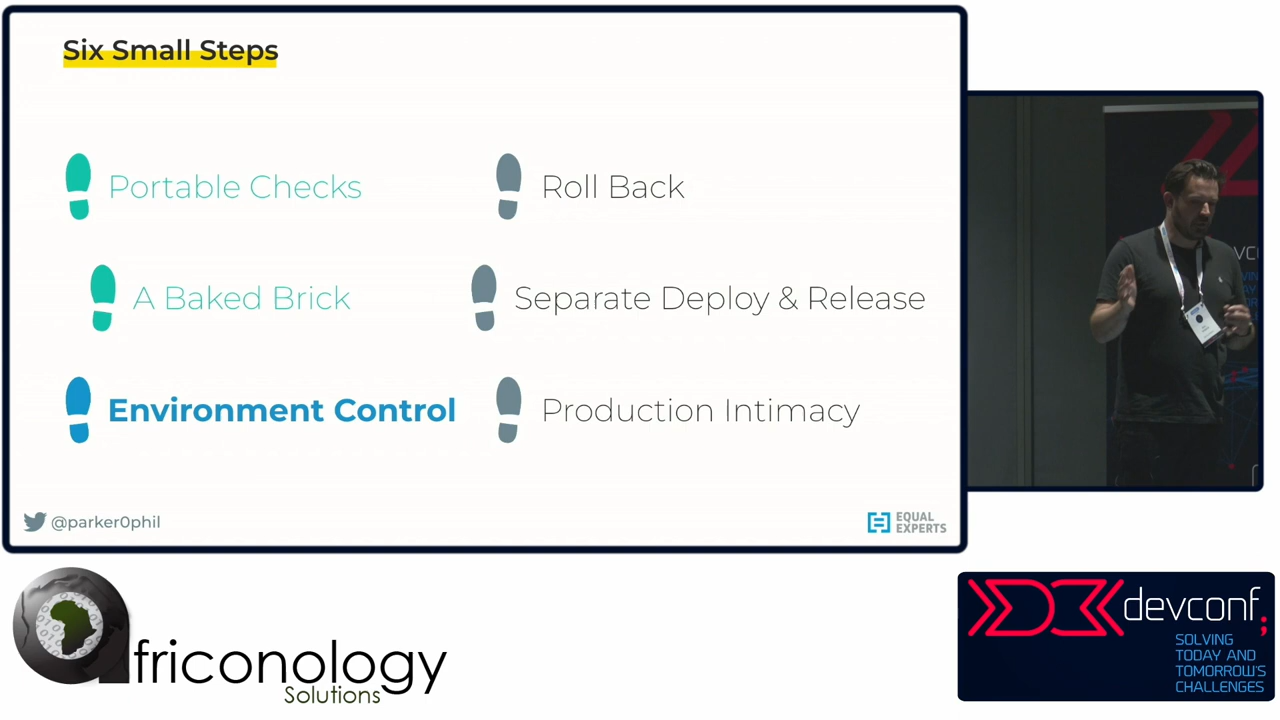 Six Small Steps
Portable Checks
A Baked Brick
Environment Control
Roll Back
Separate Deploy & Release
Production Intimacy
@parker0phil
EQUAL
EXPERTS
africonology
Solutions
devconf;
SOLVING
TODAY AND
TOMORROW'S
CHALLENGES